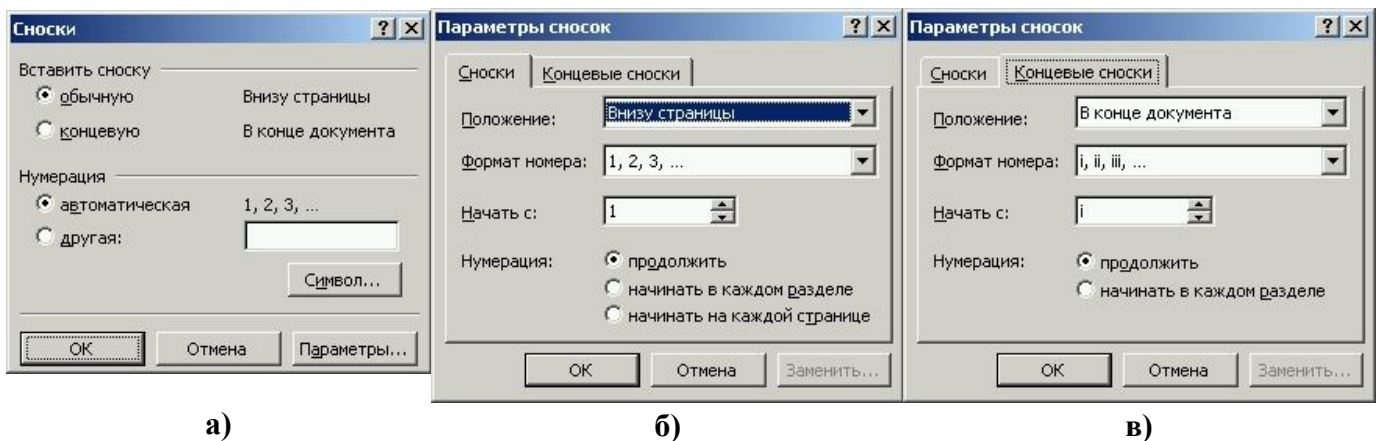 Сноски
Вставить сноску
обычную Внизу страницы
концевую В конце документа
Нумерация
автоматическая 1, 2, 3, ...
другая:
Символ...
ОК Отмена Параметры...
а)
Параметры сносок
Сноски Концевые сноски
Положение: Внизу страницы
Формат номера: 1, 2, 3, ...
Начать с: 1
Нумерация: продолжить
начинать в каждом разделе
начинать на каждой странице
ОК Отмена Заменить...
б)
Параметры сносок
Сноски Концевые сноски
Положение: В конце документа
Формат номера: i, ii, iii, ...
Начать с: i
Нумерация: продолжить
начинать в каждом разделе
ОК Отмена Заменить...
в)